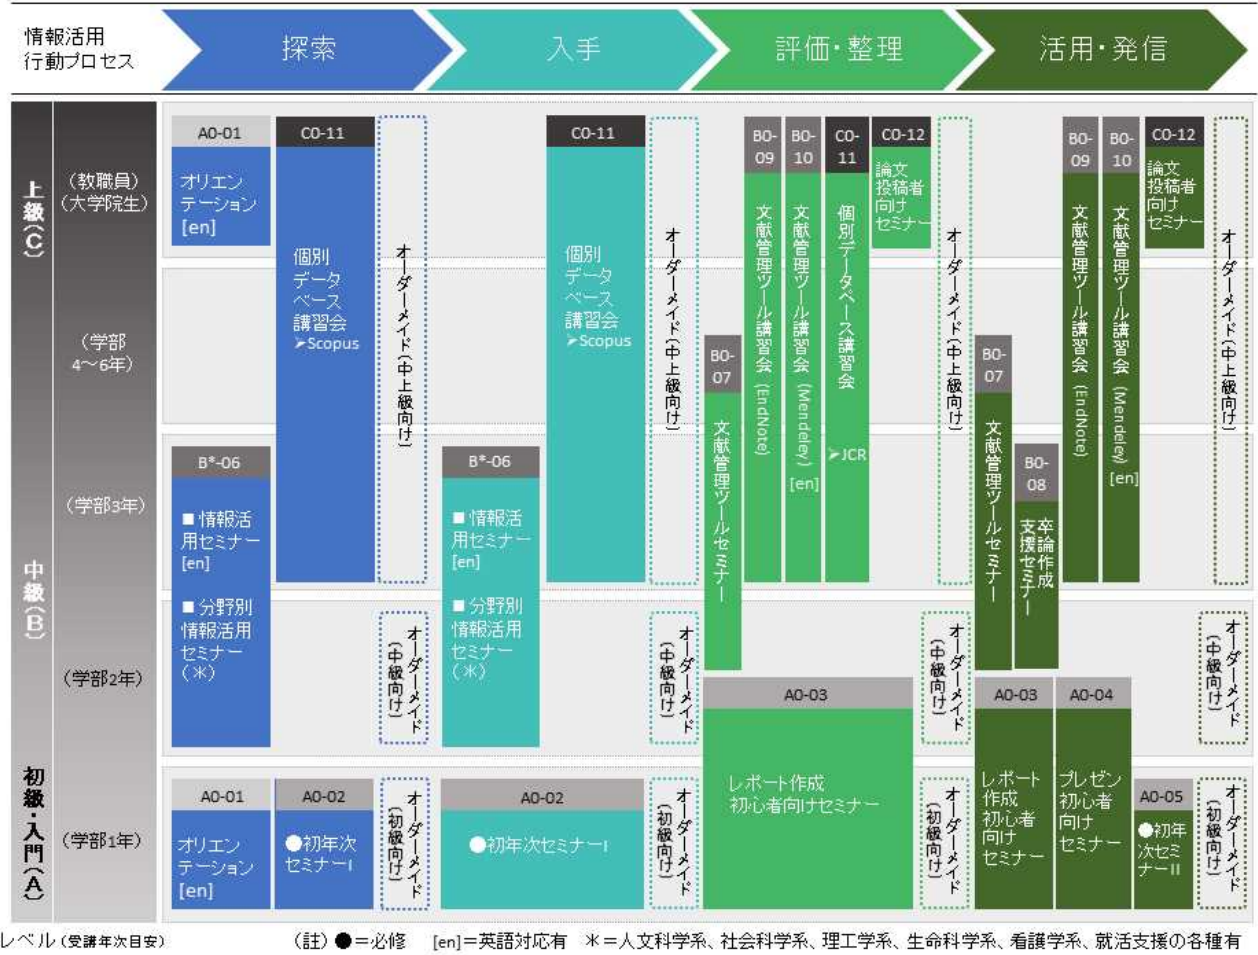 情報活用
行動プロセス
探索
入手
評価・整理
活用・発信
上級(C)
中級(B)
初級・入門(A)
(教職員)
(大学院生)
(学部
4～6年)
(学部3年)
(学部2年)
(学部1年)
A0-01
オリエン
テーション
[en]
C0-11
個別
データ
ベース
講習会
➢Scopus
オーダーメイド(中上級向け)
B*-06
■ 情報活
用セミナー
[en]
■ 分野別
情報活用
セミナー
(＊)
オーダーメイド
(中級向け)
A0-01
オリエン
テーション
[en]
A0-02
●初年次
セミナーI
オーダーメイド
(初級向け)
C0-11
個別
データ
ベース
講習会
➢Scopus
オーダーメイド(中上級向け)
B*-06
■ 情報活
用セミナー
[en]
■ 分野別
情報活用
セミナー
(＊)
オーダーメイド
(中級向け)
A0-02
●初年次セミナーI
オーダーメイド
(初級向け)
B0-
07
文献管理ツールセミナー
B0-
09
文献管理ツール講習会 (EndNote)
B0-
10
文献管理ツール講習会 (Mendeley)
[en]
C0-
11
個別データベース講習会
➢JCR
C0-12
論文
投稿者
向け
セミナー
オーダーメイド(中上級向け)
オーダーメイド
(中級向け)
A0-03
レポート作成
初心者向けセミナー
オーダーメイド
(初級向け)
B0-
07
文献管理ツールセミナー
B0-
08
卒論作成
支援セミナー
B0-
09
文献管理ツール講習会 (EndNote)
B0-
10
文献管理ツール講習会 (Mendeley)
[en]
C0-12
論文
投稿者
向け
セミナー
オーダーメイド(中上級向け)
オーダーメイド
(中級向け)
A0-03
レポート
作成
初心者
向け
セミナー
A0-04
プレゼン
初心者
向け
セミナー
A0-05
●初年
次セミ
ナーII
オーダーメイド
(初級向け)
レベル (受講年次目安)
(註) ●＝必修 [en]＝英語対応有 ＊＝人文科学系、社会科学系、理工学系、生命科学系、看護学系、就活支援の各種有